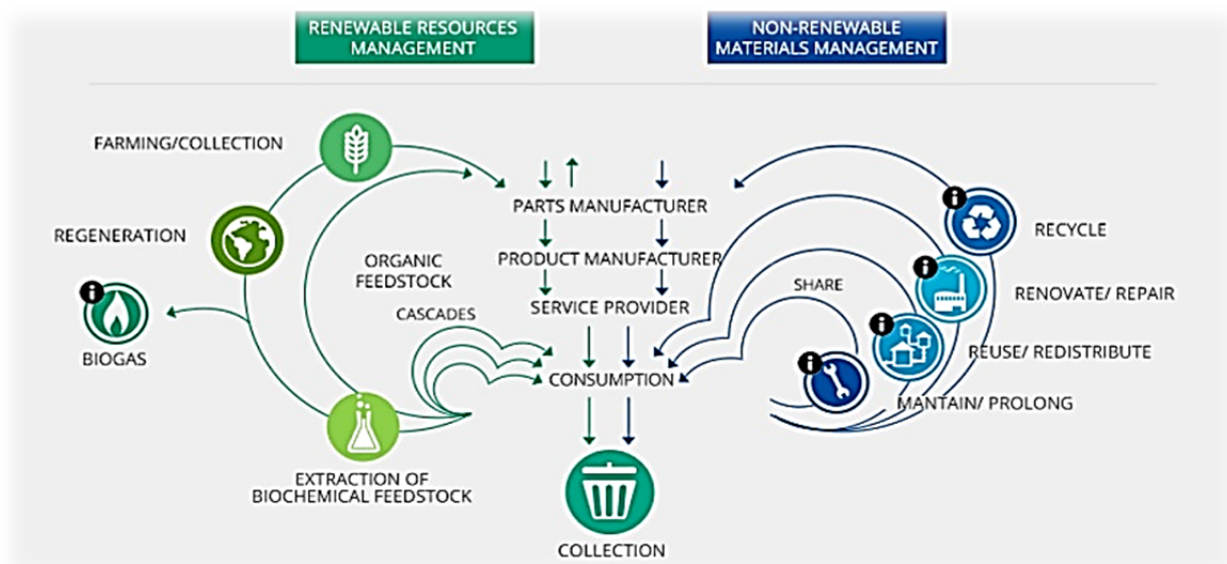 RENEWABLE RESOURCES
MANAGEMENT
NON-RENEWABLE
MATERIALS MANAGEMENT
FARMING/COLLECTION
REGENERATION
BIOGAS
ORGANIC
FEEDSTOCK
CASCADES
EXTRACTION OF
BIOCHEMICAL FEEDSTOCK
PARTS MANUFACTURER
PRODUCT MANUFACTURER
SERVICE PROVIDER
CONSUMPTION
COLLECTION
SHARE
RECYCLE
RENOVATE/ REPAIR
REUSE/ REDISTRIBUTE
MANTAIN/ PROLONG
i
i
i
i
i